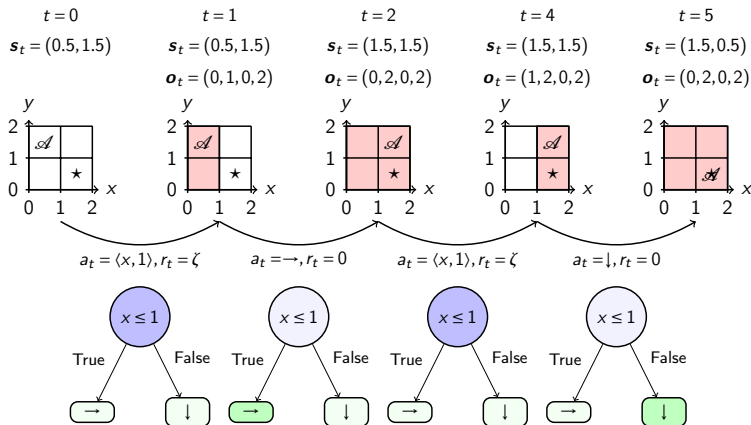 t = 0 t = 1 t = 2 t = 4 t = 5
s_t = (0.5, 1.5) s_t = (0.5, 1.5) s_t = (1.5, 1.5) s_t = (1.5, 1.5) s_t = (1.5, 0.5)
o_t = (0, 1, 0, 2) o_t = (0, 2, 0, 2) o_t = (1, 2, 0, 2) o_t = (0, 2, 0, 2)
y y y y y
2 𝒜 2 𝒜 2 𝒜 2 𝒜 2
1 ⋆ 1 ⋆ 1 ⋆ 1 ⋆ 1 ⋆ 𝒜
0 x 0 x 0 x 0 x 0 x
0 1 2 0 1 2 0 1 2 0 1 2 0 1 2
a_t = ⟨x, 1⟩, r_t = ζ a_t = →, r_t = 0 a_t = ⟨x, 1⟩, r_t = ζ a_t = ↓, r_t = 0
x ≤ 1 x ≤ 1 x ≤ 1 x ≤ 1
True False True False True False True False
→ ↓ → ↓ → ↓ → ↓